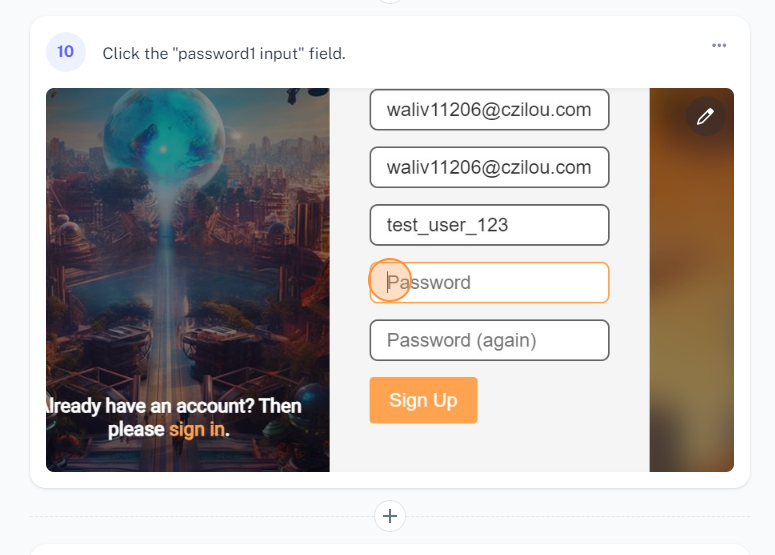 10
Click the "password1 input" field.
waliv11206@czilou.com
waliv11206@czilou.com
test_user_123
Password
Password (again)
Sign Up
Already have an account? Then
please sign in.